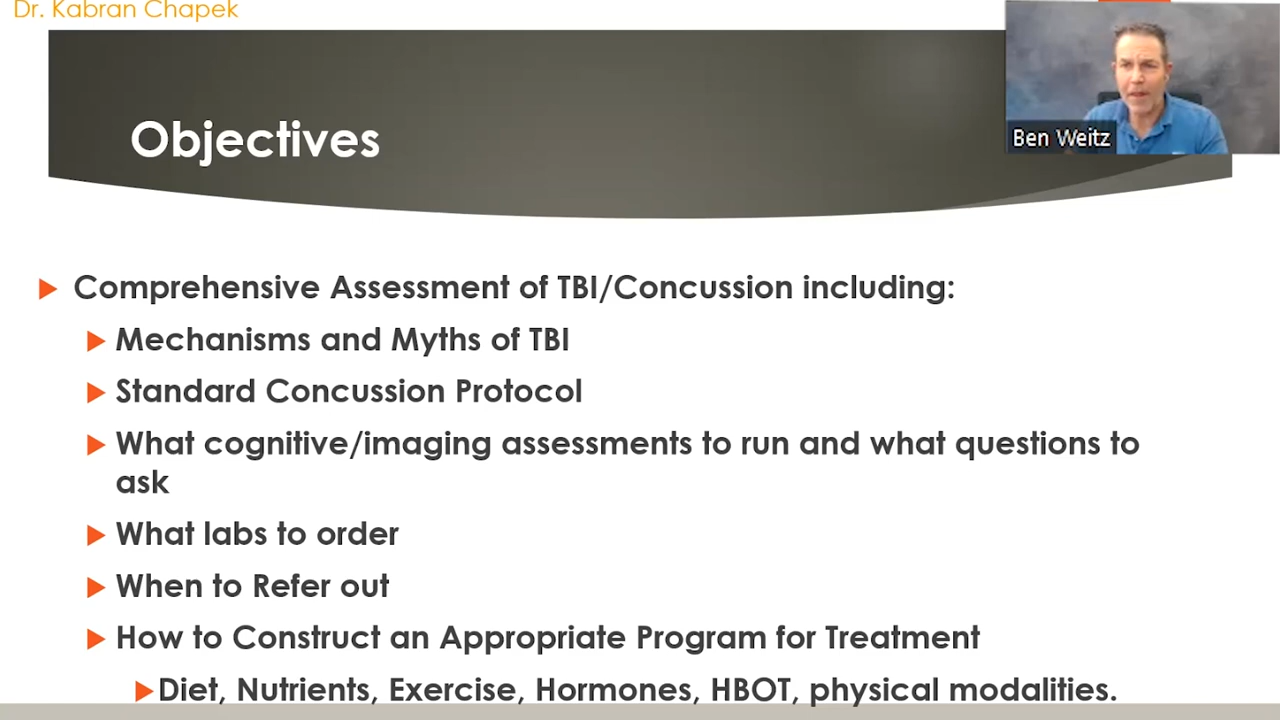 Dr. Kabran Chapek
Ben Weitz
Objectives
Comprehensive Assessment of TBI/Concussion including:
Mechanisms and Myths of TBI
Standard Concussion Protocol
What cognitive/imaging assessments to run and what questions to
ask
What labs to order
When to Refer out
How to Construct an Appropriate Program for Treatment
Diet, Nutrients, Exercise, Hormones, HBOT, physical modalities.